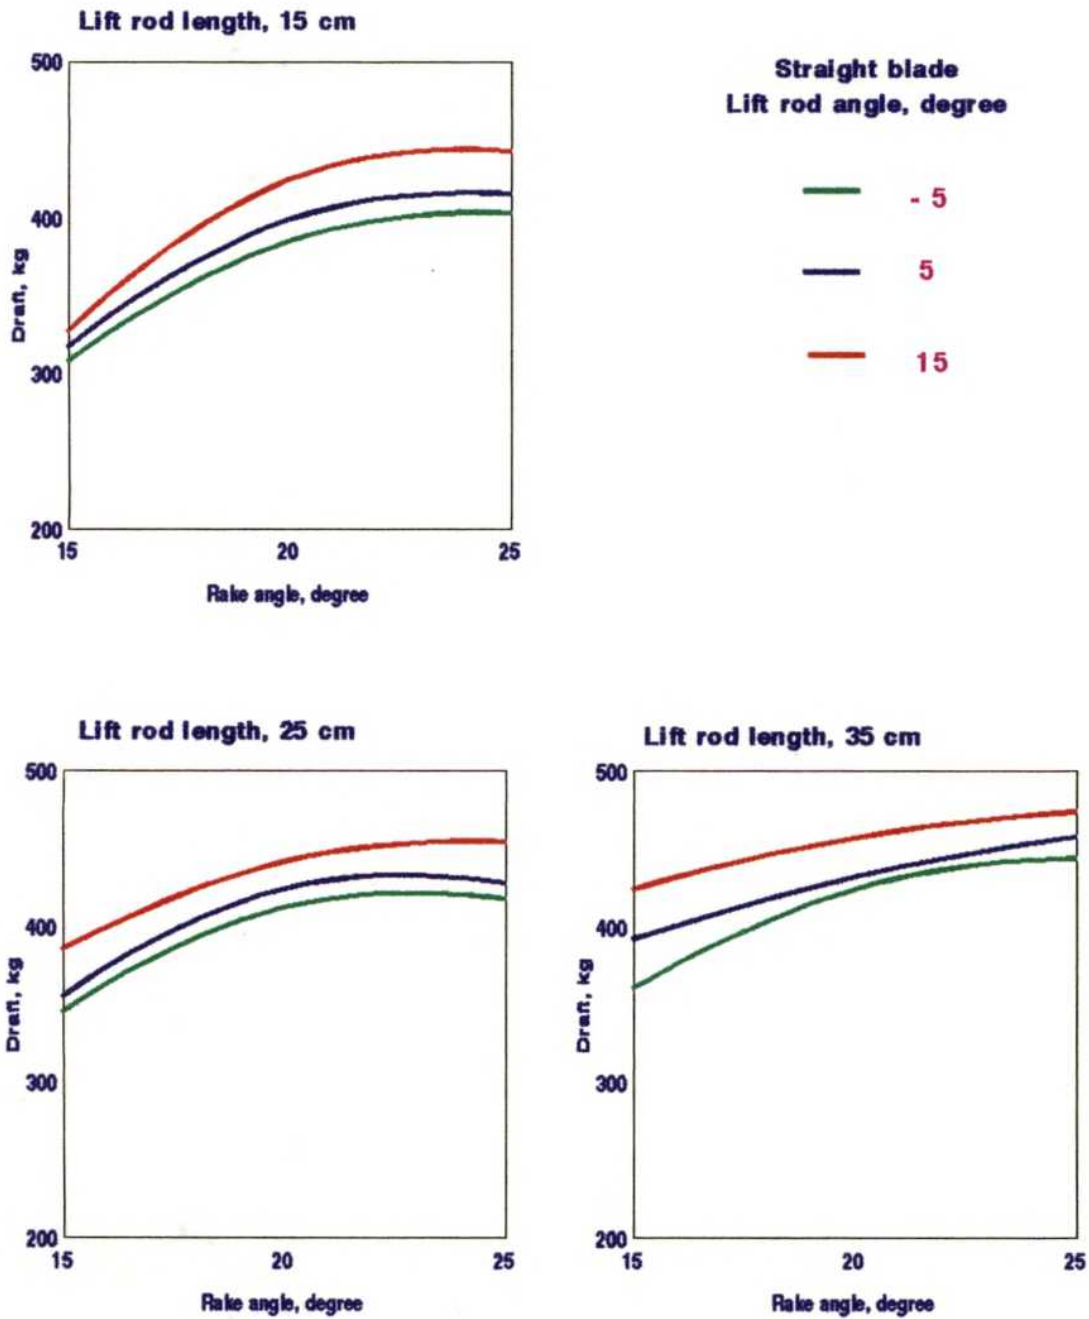 Lift rod length, 15 cm
500
400
300
200
Draft, kg
15 20 25
Rake angle, degree
Straight blade
Lift rod angle, degree
- 5
5
15
Lift rod length, 25 cm
500
400
300
200
Draft, kg
15 20 25
Rake angle, degree
Lift rod length, 35 cm
500
400
300
200
Draft, kg
15 20 25
Rake angle, degree